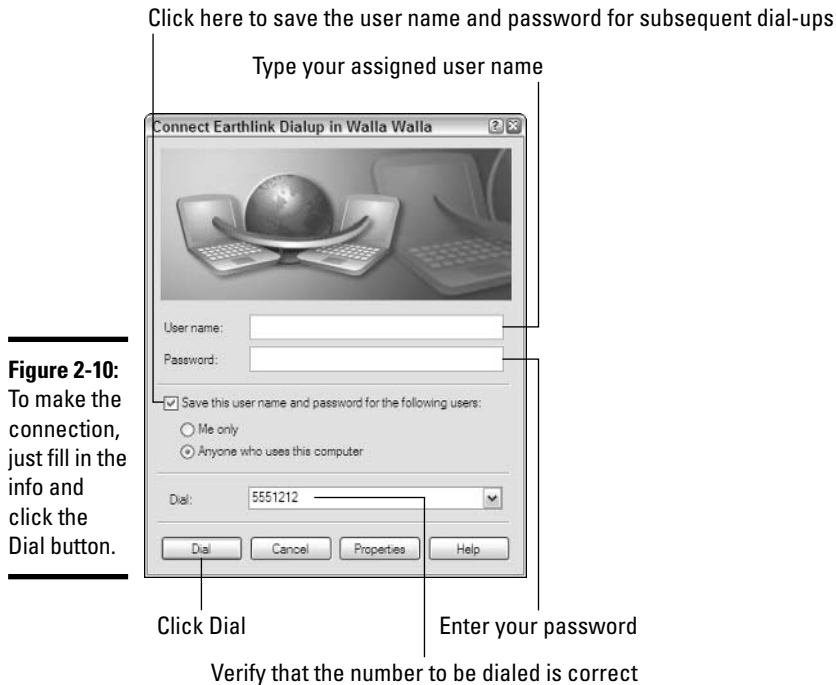 Click here to save the user name and password for subsequent dial-ups
Type your assigned user name
Connect Earthlink Dialup in Walla Walla
User name:
Password:
Save this user name and password for the following users:
Me only
Anyone who uses this computer
Dial:
5551212
Dial
Cancel
Properties
Help
Figure 2-10:
To make the
connection,
just fill in the
info and
click the
Dial button.
Click Dial
Enter your password
Verify that the number to be dialed is correct